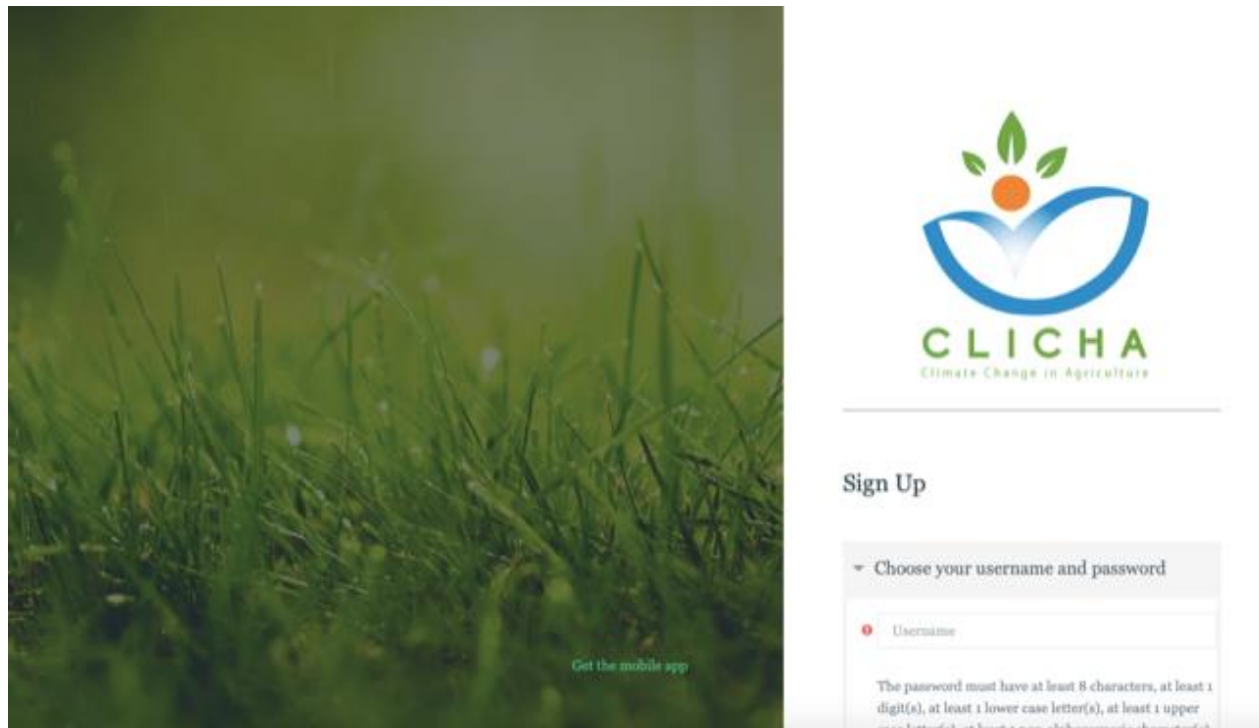 CLICHA
Climate Change in Agriculture
Sign Up
Choose your username and password
Username
The password must have at least 8 characters, at least 1
digit(s), at least 1 lower case letter(s), at least 1 upper
Get the mobile app